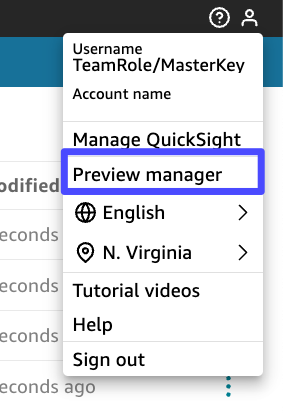 Username
TeamRole/MasterKey
Account name
Manage QuickSight
odified
Preview manager
English
econds
N. Virginia
econds
Tutorial videos
econds
Help
Sign out
econds ago